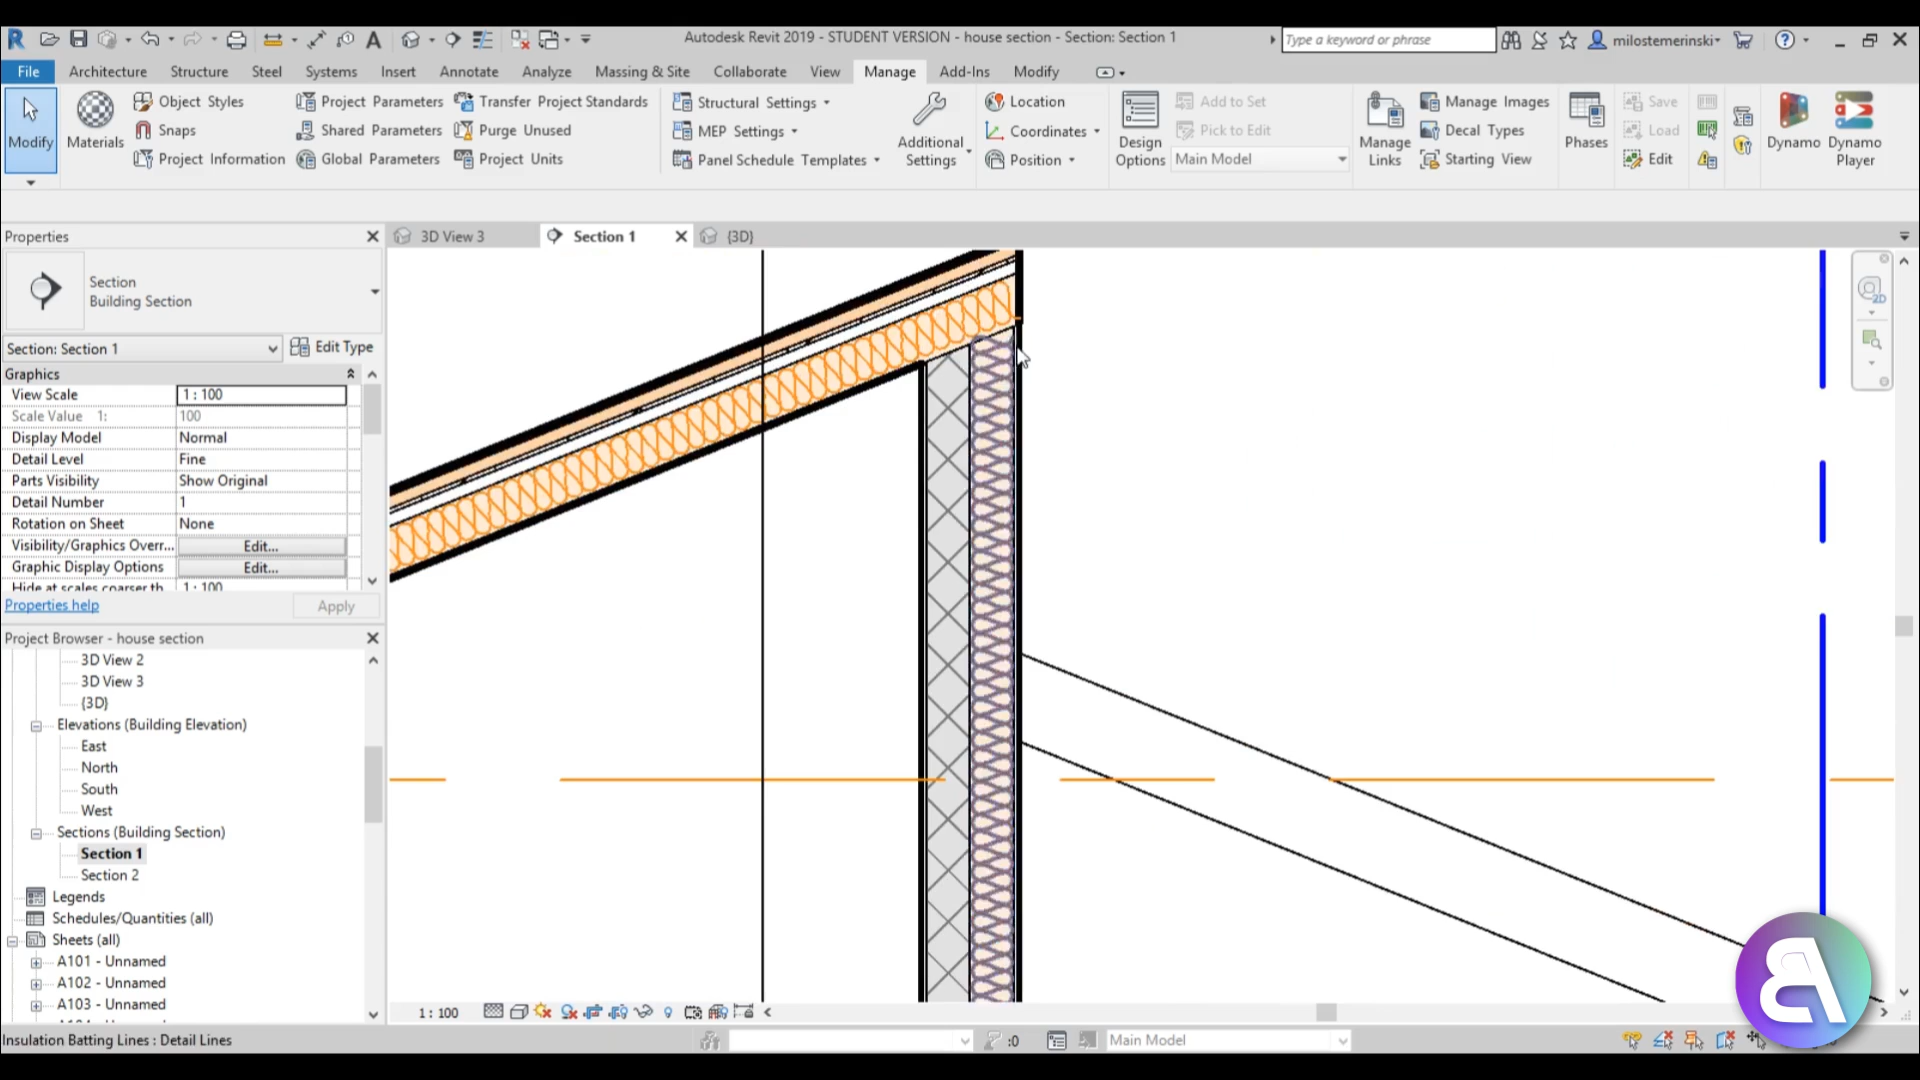 Autodesk Revit 2019 - STUDENT VERSION - house section - Section: Section 1
Type a keyword or phrase
milostemerinski
File
Architecture
Structure
Steel
Systems
Insert
Annotate
Analyze
Massing & Site
Collaborate
View
Manage
Add-Ins
Modify
Modify
Materials
Object Styles
Snaps
Project Information
Project Parameters
Shared Parameters
Global Parameters
Transfer Project Standards
Purge Unused
Project Units
Structural Settings
MEP Settings
Panel Schedule Templates
Additional
Settings
Location
Coordinates
Position
Design
Options
Add to Set
Pick to Edit
Main Model
Manage
Links
Manage Images
Decal Types
Starting View
Phases
Save
Load
Edit
Dynamo
Dynamo
Player
Properties
3D View 3
Section 1
{3D}
Section
Building Section
Section: Section 1
Edit Type
Graphics
View Scale 1 : 100
Scale Value 1: 100
Display Model Normal
Detail Level Fine
Parts Visibility Show Original
Detail Number 1
Rotation on Sheet None
Visibility/Graphics Overr... Edit...
Graphic Display Options Edit...
Hide at scales coarser th... 1 : 100
Properties help
Apply
Project Browser - house section
3D View 2
3D View 3
{3D}
Elevations (Building Elevation)
East
North
South
West
Sections (Building Section)
Section 1
Section 2
Legends
Schedules/Quantities (all)
Sheets (all)
A101 - Unnamed
A102 - Unnamed
A103 - Unnamed
2D
1 : 100
Insulation Batting Lines : Detail Lines
:0
Main Model